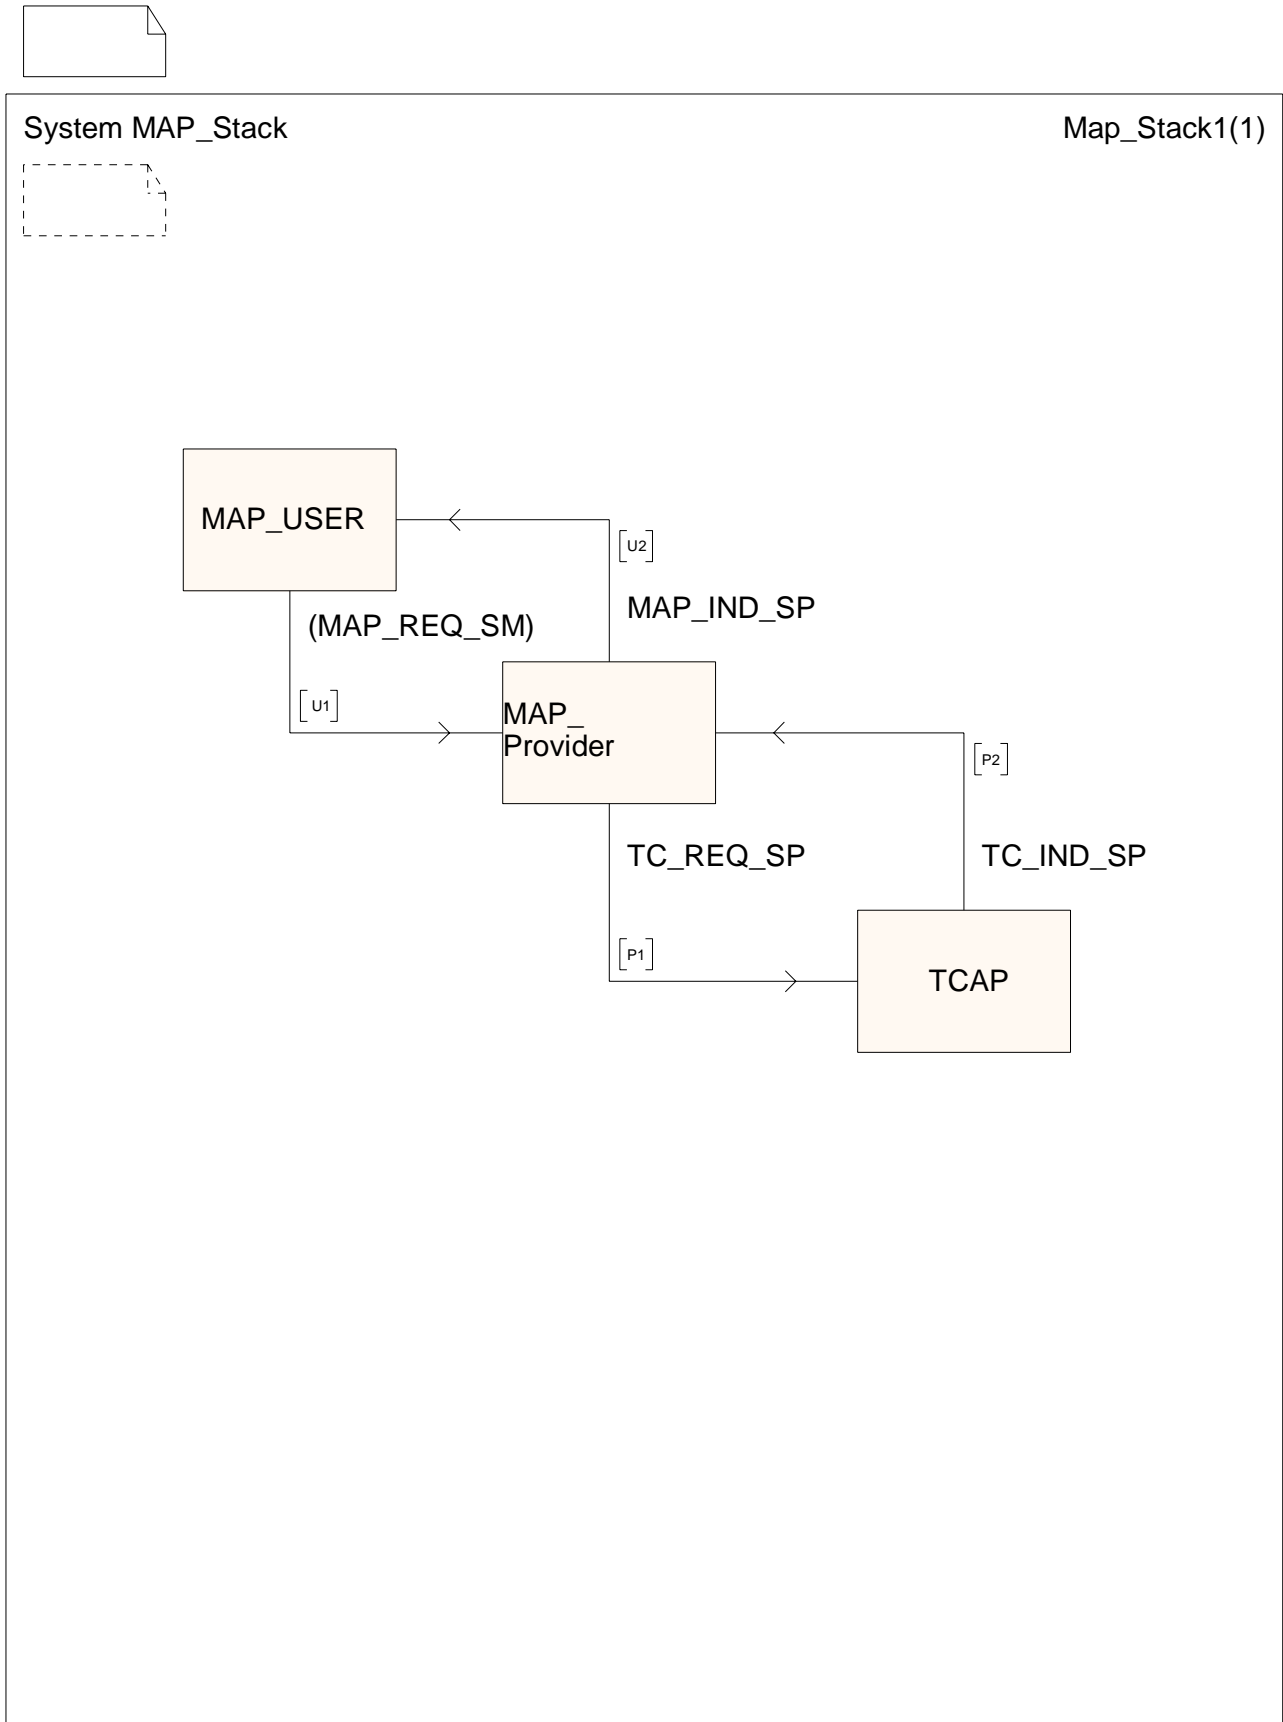 System MAP_Stack
Map_Stack1(1)
MAP_USER
[U2]
MAP_IND_SP
(MAP_REQ_SM)
[U1]
MAP_
Provider
[P2]
TC_REQ_SP
TC_IND_SP
[P1]
TCAP